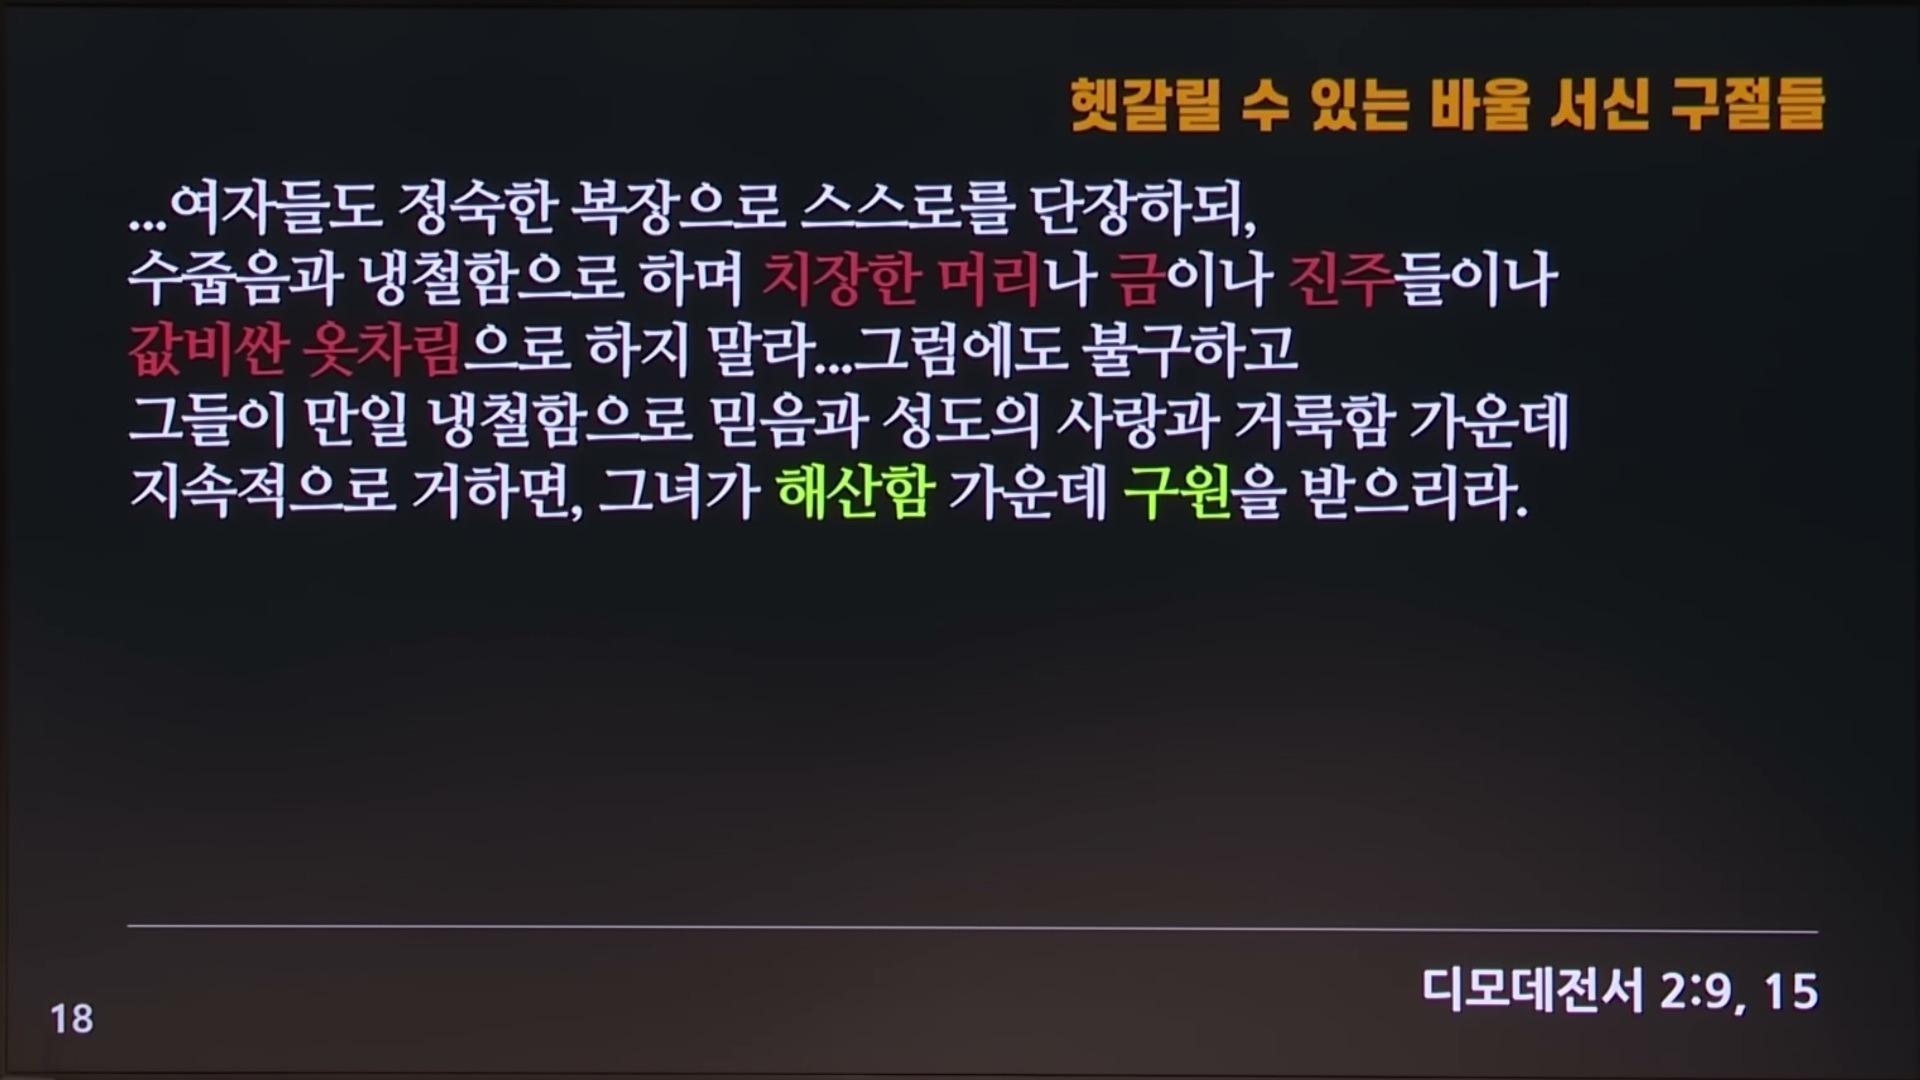 헷갈릴 수 있는 바울 서신 구절들
...여자들도 정숙한 복장으로 스스로를 단장하되,
수줍음과 냉철함으로 하며 치장한 머리나 금이나 진주들이나
값비싼 옷차림으로 하지 말라...그럼에도 불구하고
그들이 만일 냉철함으로 믿음과 성도의 사랑과 거룩함 가운데
지속적으로 거하면, 그녀가 해산함 가운데 구원을 받으리라.
디모데전서 2:9, 15
18